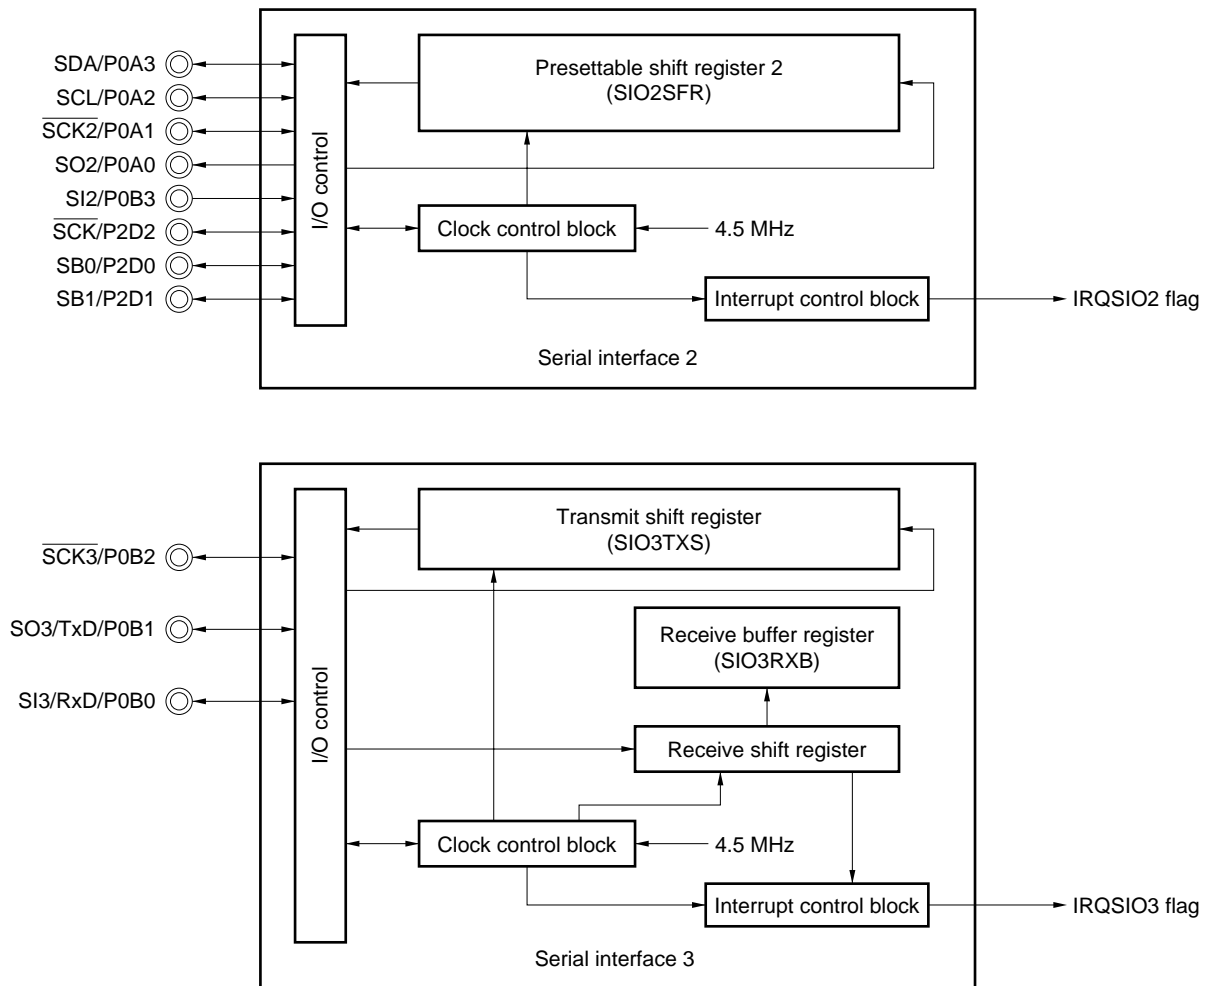 SDA/P0A3
SCL/P0A2
S̅C̅K̅2̅/P0A1
SO2/P0A0
SI2/P0B3
S̅C̅K̅/P2D2
SB0/P2D0
SB1/P2D1
I/O control
Presettable shift register 2
(SIO2SFR)
Clock control block
4.5 MHz
Interrupt control block
IRQSIO2 flag
Serial interface 2
S̅C̅K̅3̅/P0B2
SO3/TxD/P0B1
SI3/RxD/P0B0
I/O control
Transmit shift register
(SIO3TXS)
Receive buffer register
(SIO3RXB)
Receive shift register
Clock control block
4.5 MHz
Interrupt control block
IRQSIO3 flag
Serial interface 3